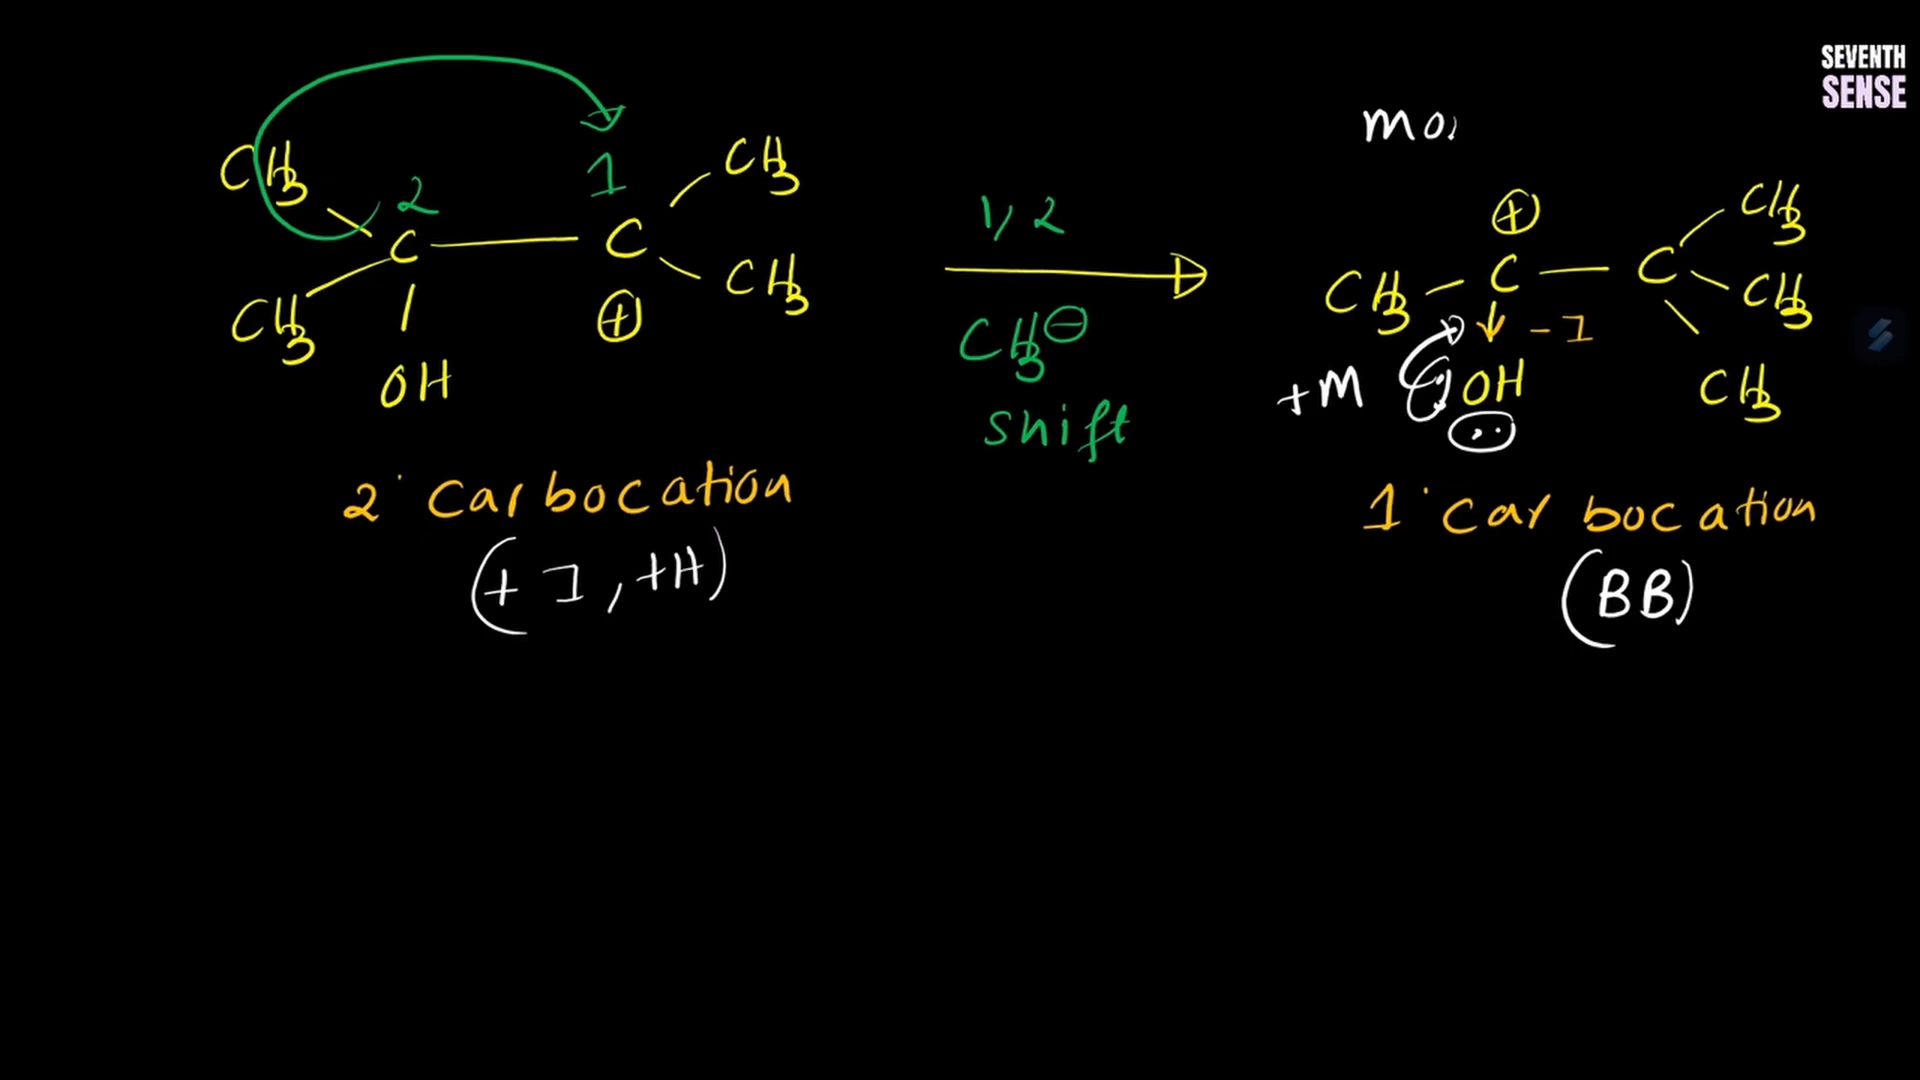 SEVENTH
SENSE
CH3 2 C CH3 OH
1 C ⊕ CH3 CH3
1,2
CH3⊖
shift
⊕
CH3 - C — C CH3 CH3 CH3
-I
+M OH
2° carbocation
(+I, +H)
1° carbocation
(BB)